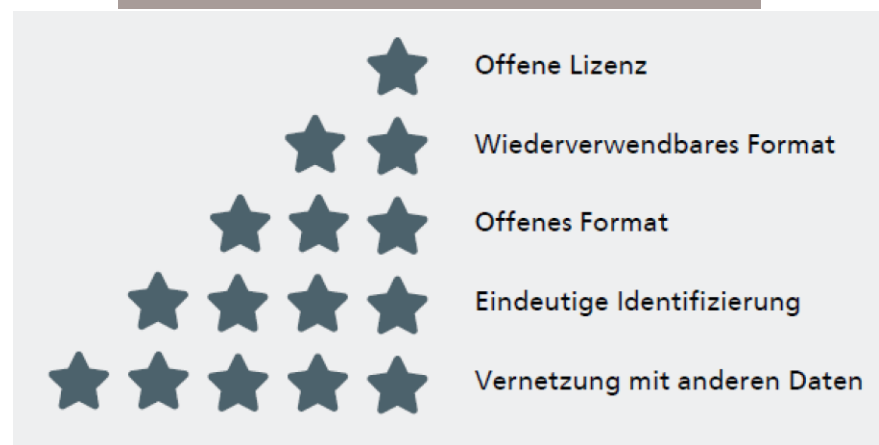 Offene Lizenz
Wiederverwendbares Format
Offenes Format
Eindeutige Identifizierung
Vernetzung mit anderen Daten